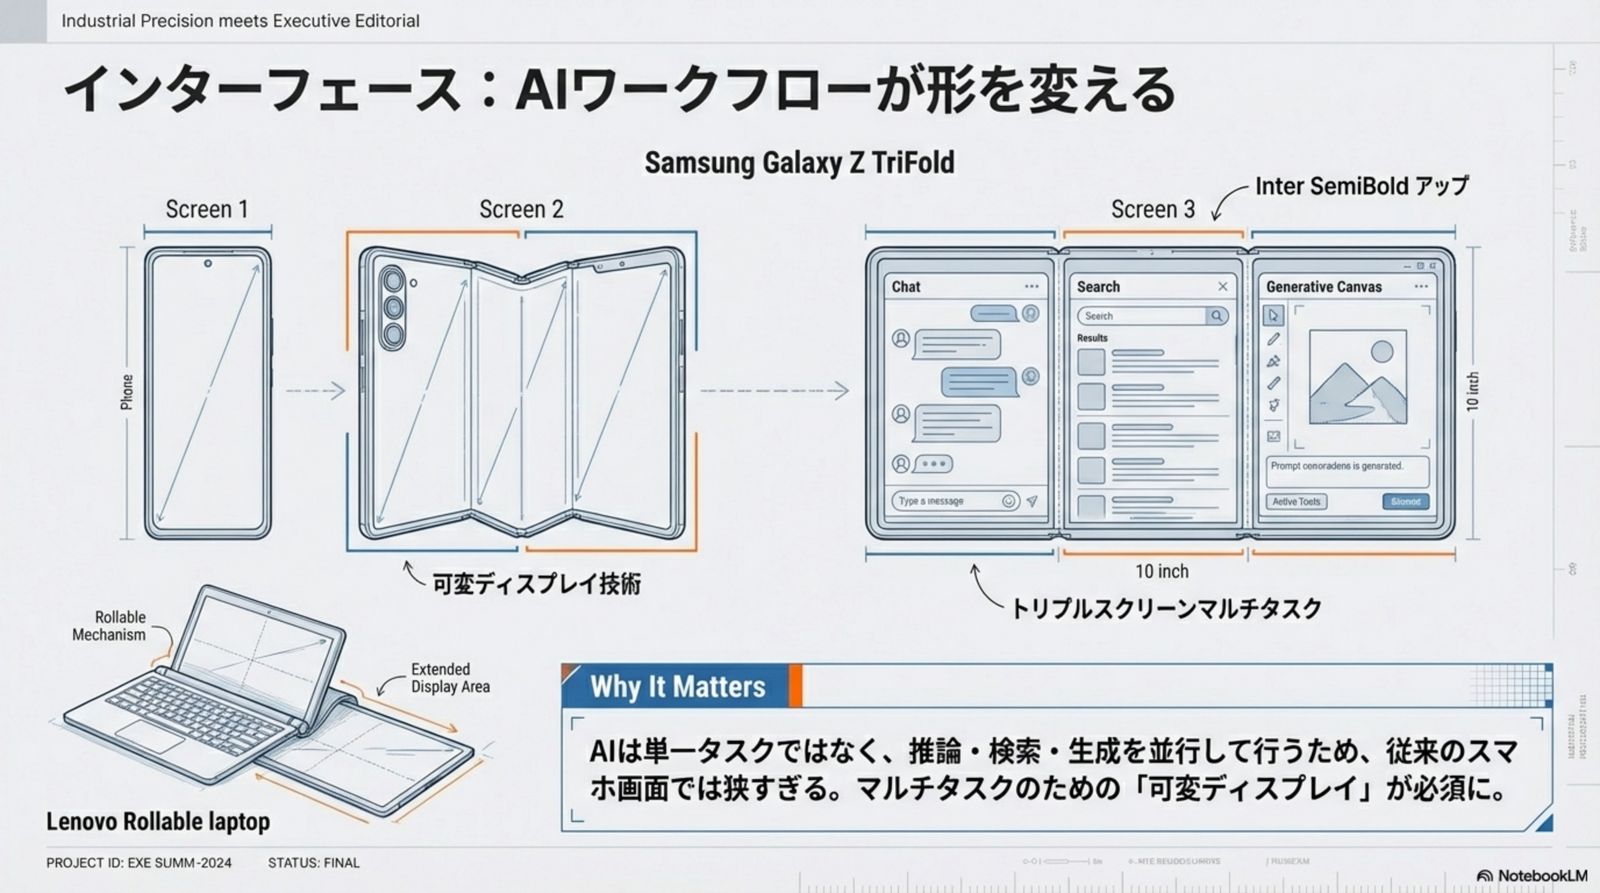 Industrial Precision meets Executive Editorial
インターフェース：AIワークフローが形を変える
Samsung Galaxy Z TriFold
Screen 1
Screen 2
Screen 3
Inter SemiBold アップ
Phone
Chat
Type a message
Search
Search
Results
Generative Canvas
Prompt
is generated.
10 inch
10 inch
可変ディスプレイ技術
トリプルスクリーンマルチタスク
Rollable
Mechanism
Extended
Display Area
Lenovo Rollable laptop
Why It Matters
AIは単一タスクではなく、推論・検索・生成を並行して行うため、従来のスマ
ホ画面では狭すぎる。マルチタスクのための「可変ディスプレイ」が必須に。
PROJECT ID: EXE SUMM-2024
STATUS: FINAL
NotebookLM